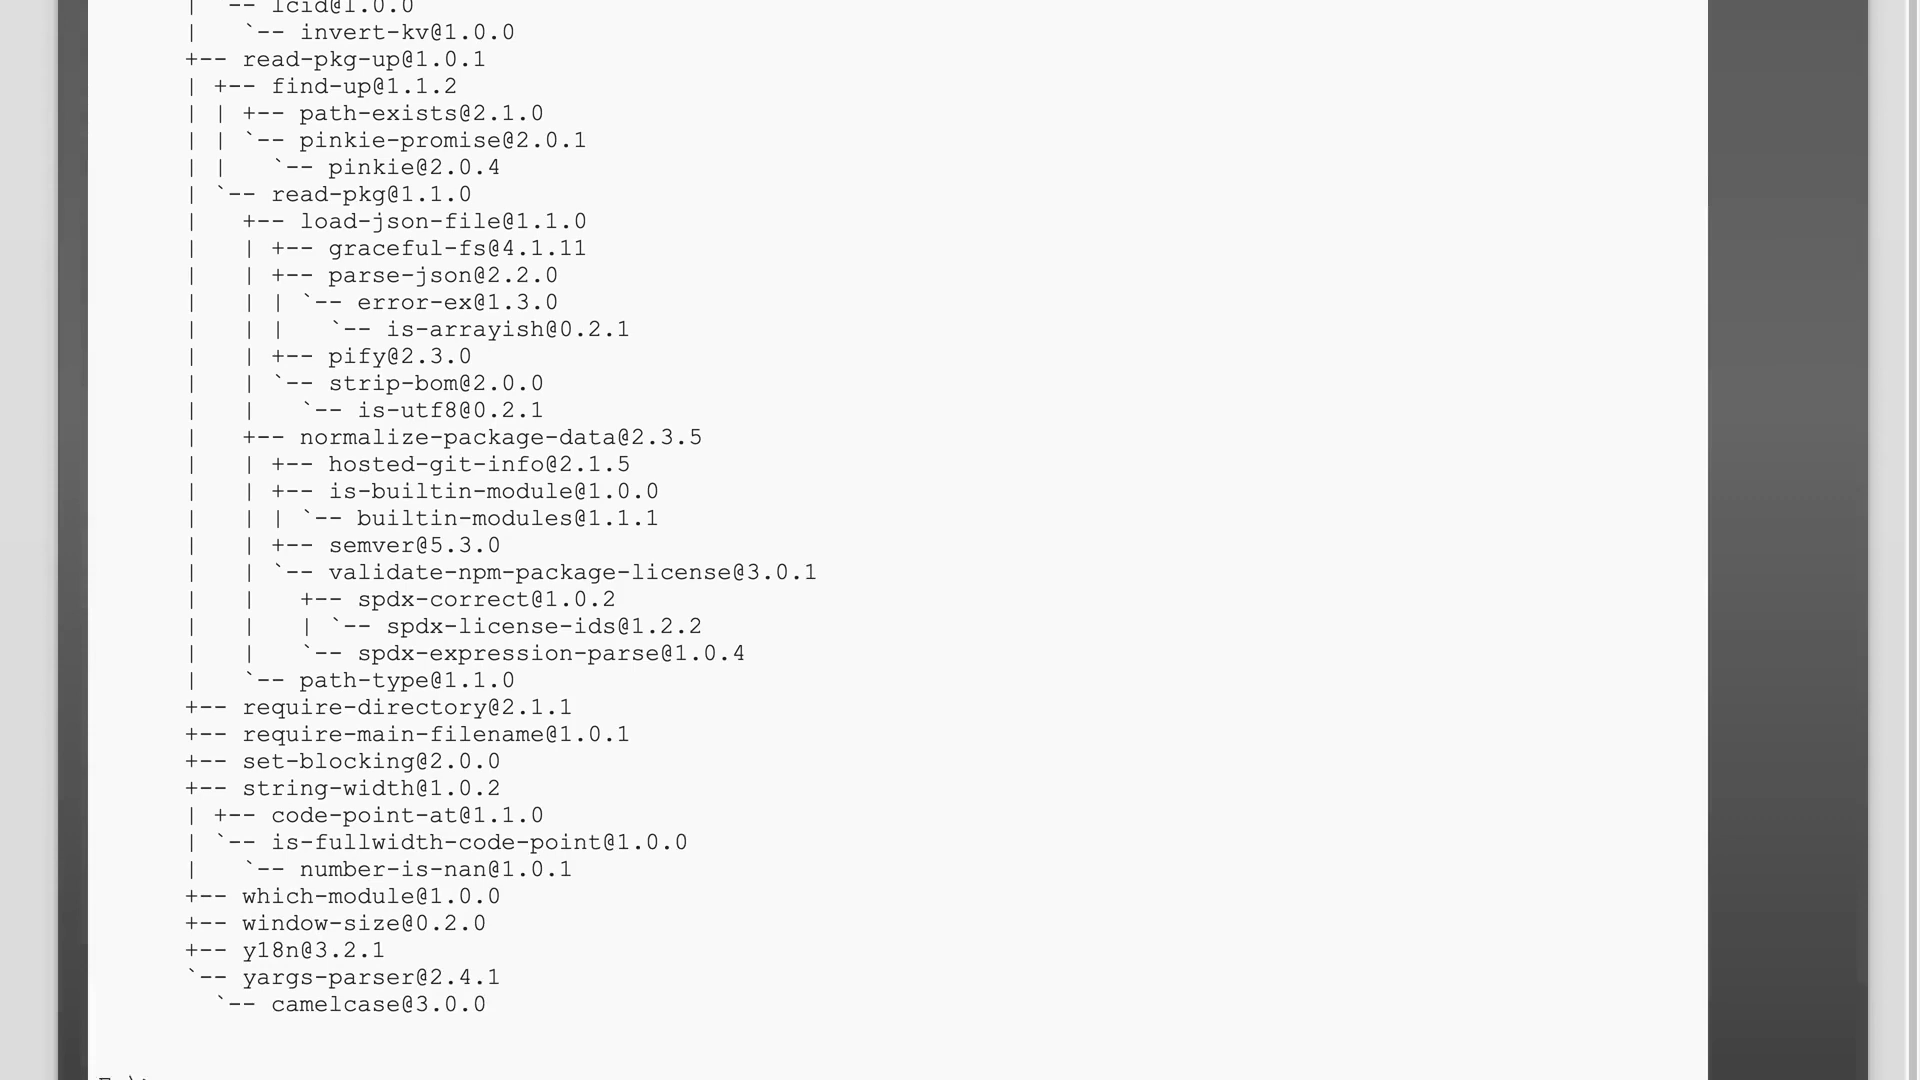 |  `-- lcid@1.0.0
|    `-- invert-kv@1.0.0
+-- read-pkg-up@1.0.1
| +-- find-up@1.1.2
| | +-- path-exists@2.1.0
| | `-- pinkie-promise@2.0.1
| |   `-- pinkie@2.0.4
| `-- read-pkg@1.1.0
|   +-- load-json-file@1.1.0
|   | +-- graceful-fs@4.1.11
|   | +-- parse-json@2.2.0
|   | | `-- error-ex@1.3.0
|   | |   `-- is-arrayish@0.2.1
|   | +-- pify@2.3.0
|   | `-- strip-bom@2.0.0
|   |   `-- is-utf8@0.2.1
|   +-- normalize-package-data@2.3.5
|   | +-- hosted-git-info@2.1.5
|   | +-- is-builtin-module@1.0.0
|   | | `-- builtin-modules@1.1.1
|   | +-- semver@5.3.0
|   | `-- validate-npm-package-license@3.0.1
|   |   +-- spdx-correct@1.0.2
|   |   | `-- spdx-license-ids@1.2.2
|   |   `-- spdx-expression-parse@1.0.4
|   `-- path-type@1.1.0
+-- require-directory@2.1.1
+-- require-main-filename@1.0.1
+-- set-blocking@2.0.0
+-- string-width@1.0.2
| +-- code-point-at@1.1.0
| `-- is-fullwidth-code-point@1.0.0
|   `-- number-is-nan@1.0.1
+-- which-module@1.0.0
+-- window-size@0.2.0
+-- y18n@3.2.1
`-- yargs-parser@2.4.1
  `-- camelcase@3.0.0